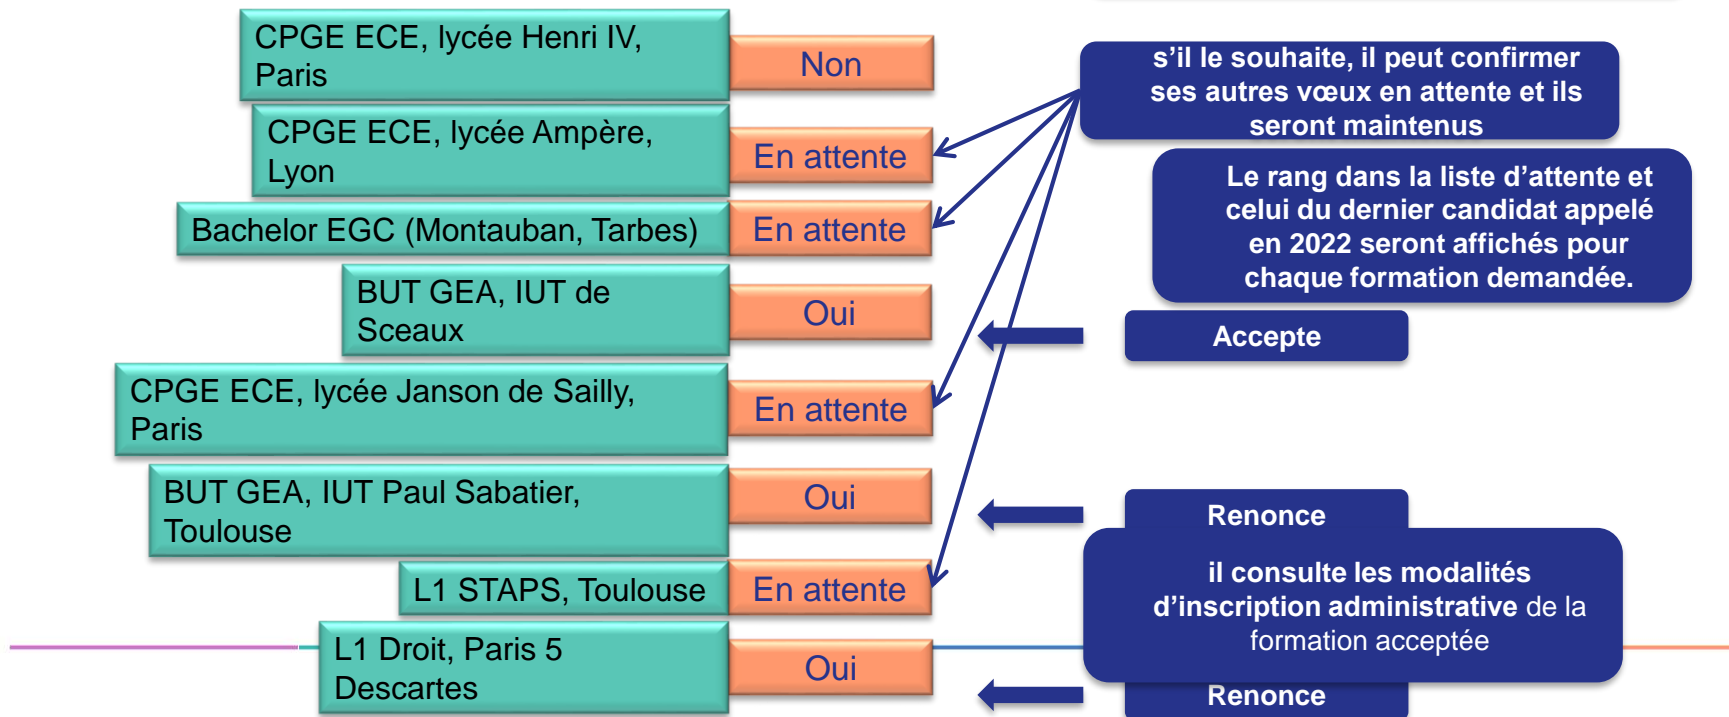 CPGE ECE, lycée Henri IV,
Paris
Non
CPGE ECE, lycée Ampère,
Lyon
En attente
Bachelor EGC (Montauban, Tarbes)
En attente
BUT GEA, IUT de
Sceaux
Oui
CPGE ECE, lycée Janson de Sailly,
Paris
En attente
BUT GEA, IUT Paul Sabatier,
Toulouse
Oui
L1 STAPS, Toulouse
En attente
L1 Droit, Paris 5
Descartes
Oui
s’il le souhaite, il peut confirmer
ses autres vœux en attente et ils
seront maintenus
Le rang dans la liste d’attente et
celui du dernier candidat appelé
en 2022 seront affichés pour
chaque formation demandée.
Accepte
Renonce
il consulte les modalités
d’inscription administrative de la
formation acceptée
Renonce